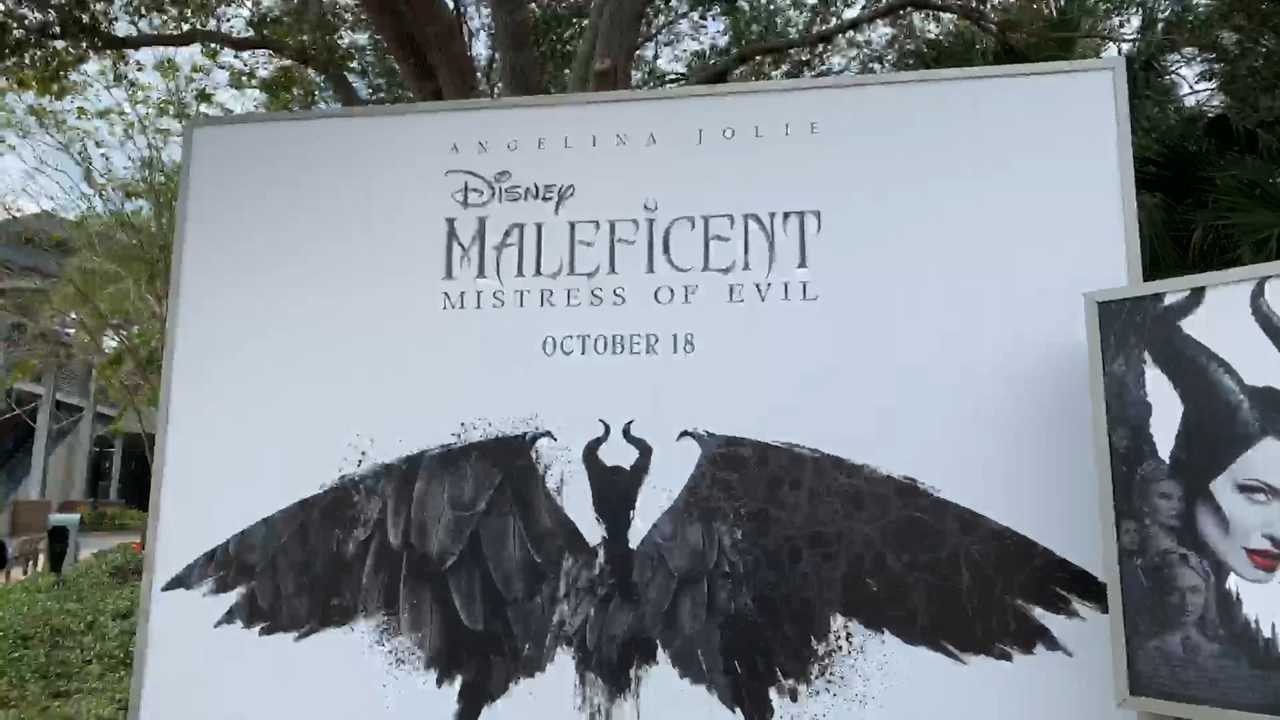 ANGELINA JOLIE
Disney
MALEFICENT
MISTRESS OF EVIL
OCTOBER 18